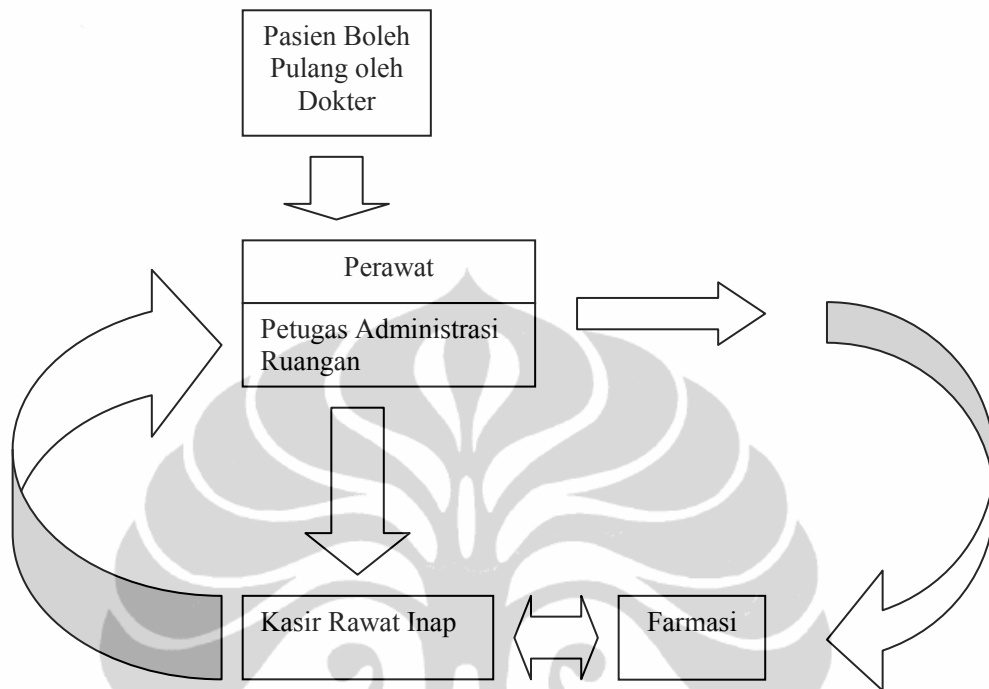 Pasien Boleh
Pulang oleh
Dokter
Perawat
Petugas Administrasi
Ruangan
Kasir Rawat Inap
Farmasi